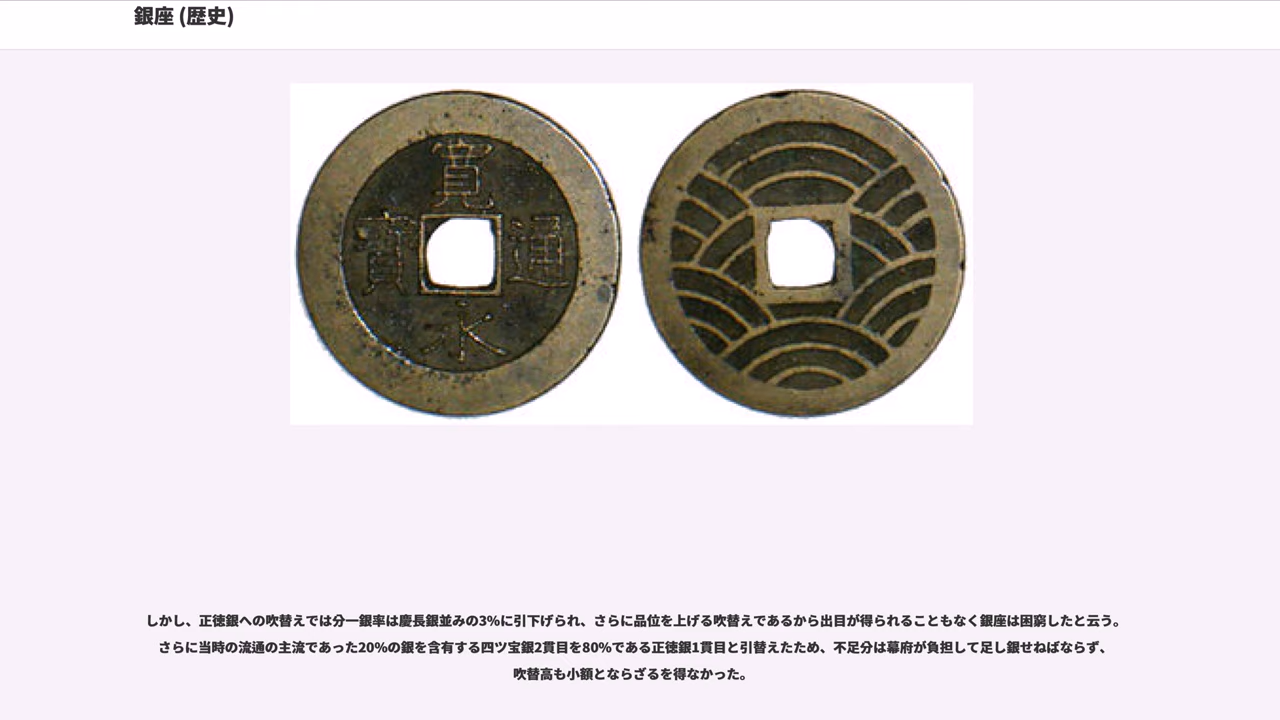 銀座 (歴史)
寛
寶 通
永
しかし、正徳銀への吹替えでは分一銀率は慶長銀並みの3%に引下げられ、さらに品位を上げる吹替えであるから出目が得られることもなく銀座は困窮したと云う。
さらに当時の流通の主流であった20%の銀を含有する四ツ宝銀2貫目を80%である正徳銀1貫目と引替えたため、不足分は幕府が負担して足し銀せねばならず、
吹替高も小額とならざるを得なかった。